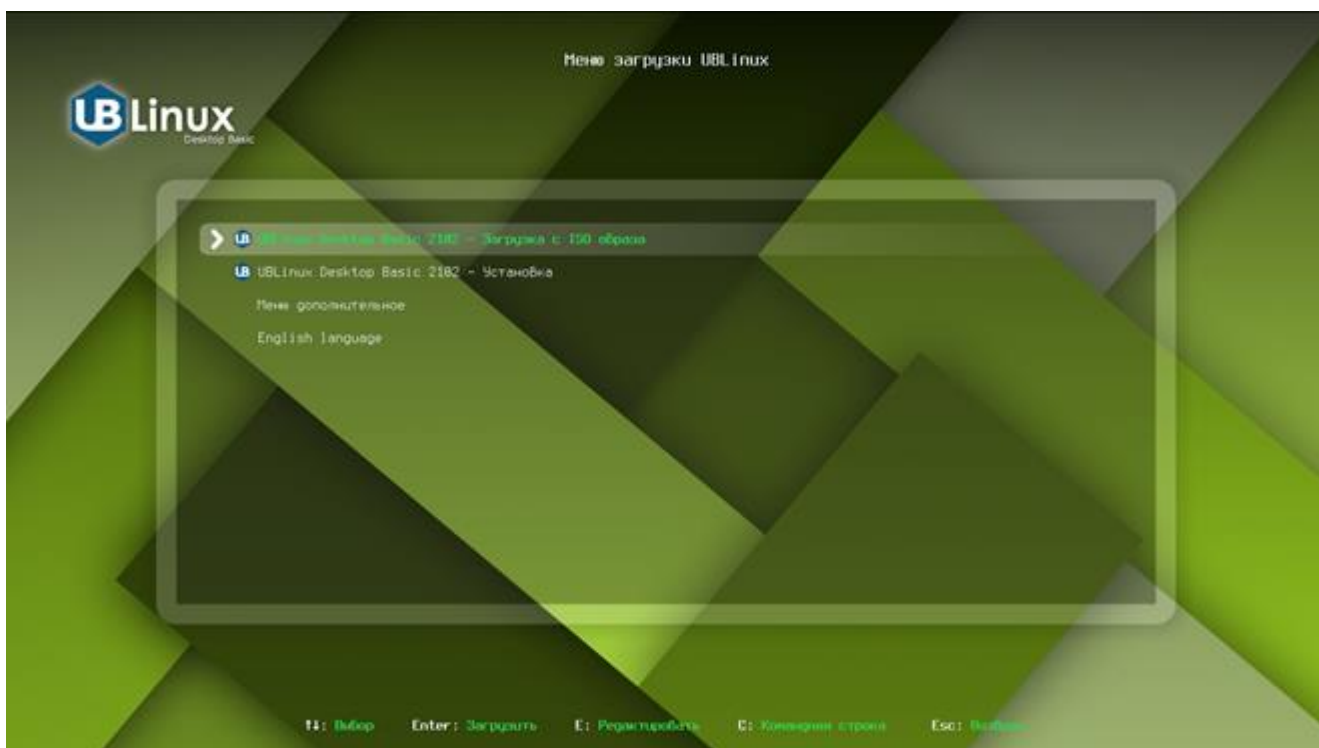 Меню загрузки UBLinux
UBLinux
Desktop Basic
UBLinux Desktop Basic 2102 - Загрузка с ISO образа
UBLinux Desktop Basic 2102 - Установка
Меню дополнительное
English language
↑↓: Выбор Enter: Загрузить E: Редактировать C: Командная строка Esc: